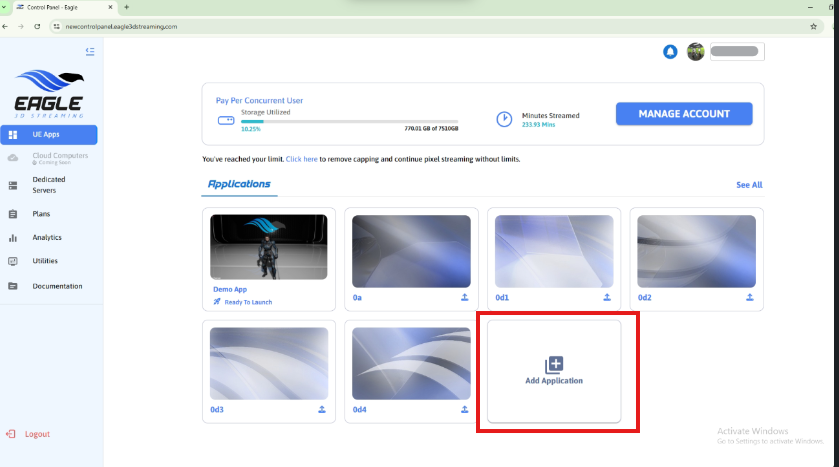 Control Panel - Eagle
newcontrolpanel.eagle3dstreaming.com
EAGLE
3D STREAMING
UE Apps
Cloud Computers
Coming Soon
Dedicated
Servers
Plans
Analytics
Utilities
Documentation
Logout
Pay Per Concurrent User
Storage Utilized
10.25%
770.01 GB of 7510GB
Minutes Streamed
233.93 Mins
MANAGE ACCOUNT
You've reached your limit. Click here to remove capping and continue pixel streaming without limits.
Applications
See All
Demo App
Ready To Launch
0a
0d1
0d2
0d3
0d4
Add Application
Activate Windows
Go to Settings to activate Windows.